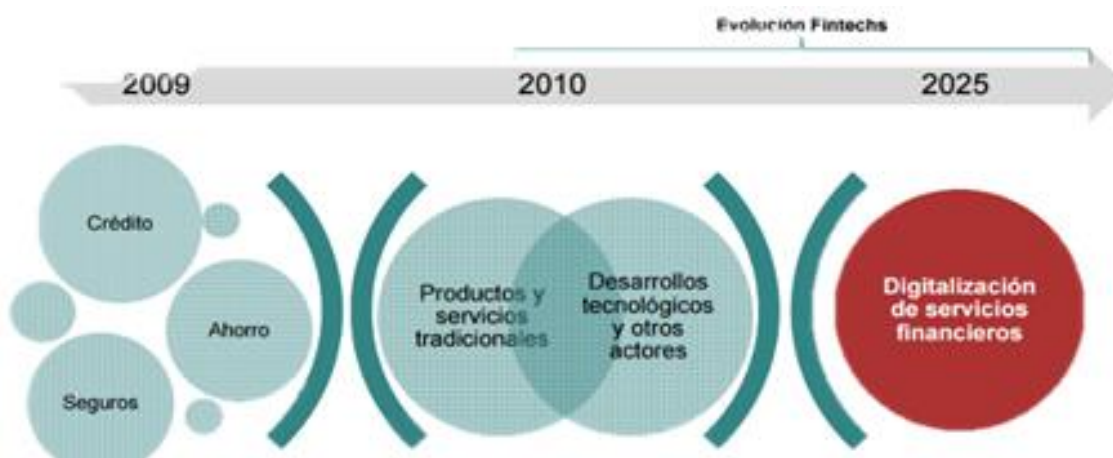 Evolución Fintechs
2009
2010
2025
Crédito
Ahorro
Seguros
Productos y
servicios
tradicionales
Desarrollos
tecnológicos
y otros
actores
Digitalización
de servicios
financieros